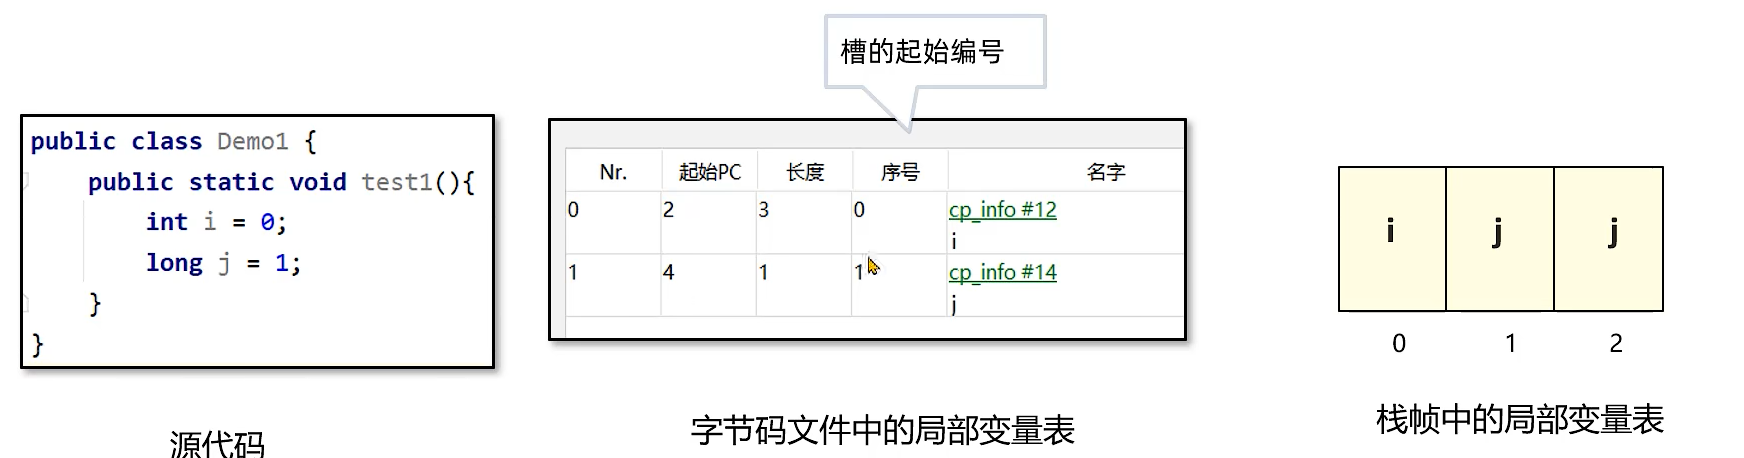 槽的起始编号
public class Demo1 {
public static void test1(){
int i = 0;
long j = 1;
}
}
源代码
Nr. 起始PC 长度 序号 名字
0 2 3 0 cp_info #12
i
1 4 1 1 cp_info #14
j
字节码文件中的局部变量表
i j j
0 1 2
栈帧中的局部变量表